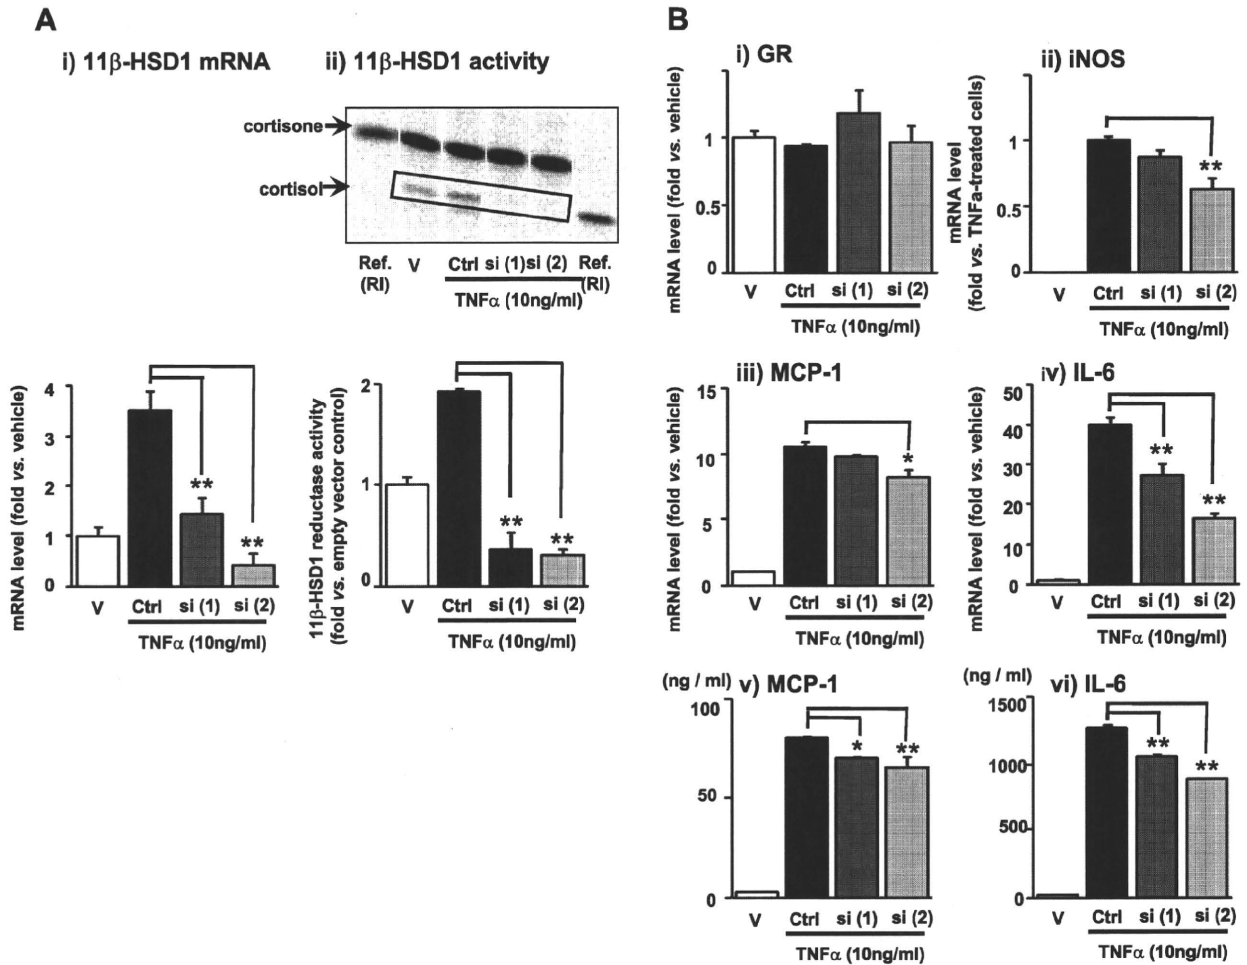 A
i) 11β-HSD1 mRNA
4
3
2
1
0
mRNA level (fold vs. vehicle)
**
**
V Ctrl si (1) si (2)
TNFα (10ng/ml)
ii) 11β-HSD1 activity
cortisone
cortisol
Ref. V Ctrl si (1) si (2) Ref.
(RI) (RI)
TNFα (10ng/ml)
2
1
0
11β-HSD1 reductase activity
(fold vs. empty vector control)
**
**
V Ctrl si (1) si (2)
TNFα (10ng/ml)
B
i) GR
1
0.5
0
mRNA level (fold vs. vehicle)
V Ctrl si (1) si (2)
TNFα (10ng/ml)
ii) iNOS
1
0.5
0
mRNA level
(fold vs. TNFa-treated cells)
**
V Ctrl si (1) si (2)
TNFα (10ng/ml)
iii) MCP-1
15
10
5
0
mRNA level (fold vs. vehicle)
*
V Ctrl si (1) si (2)
TNFα (10ng/ml)
iv) IL-6
50
40
30
20
10
0
mRNA level (fold vs. vehicle)
**
**
V Ctrl si (1) si (2)
TNFα (10ng/ml)
(ng / ml) v) MCP-1
100
50
0
*
**
V Ctrl si (1) si (2)
TNFα (10ng/ml)
(ng / ml) vi) IL-6
1500
1000
500
0
**
**
V Ctrl si (1) si (2)
TNFα (10ng/ml)